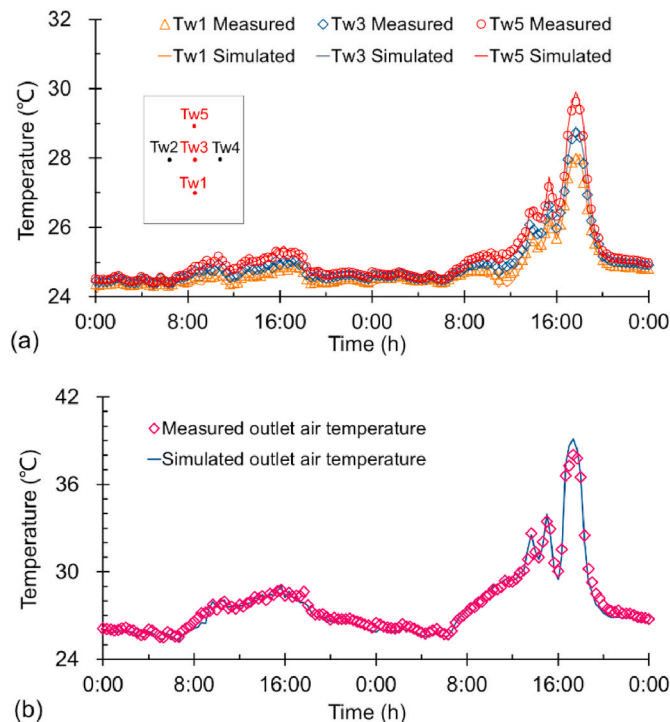 Tw1 Measured Tw3 Measured Tw5 Measured
Tw1 Simulated Tw3 Simulated Tw5 Simulated
32
30
28
26
24
Temperature (℃)
Tw5
Tw2 Tw3 Tw4
Tw1
0:00 8:00 16:00 0:00 8:00 16:00 0:00
(a) Time (h)
Measured outlet air temperature
Simulated outlet air temperature
42
36
30
24
Temperature (℃)
0:00 8:00 16:00 0:00 8:00 16:00 0:00
(b) Time (h)